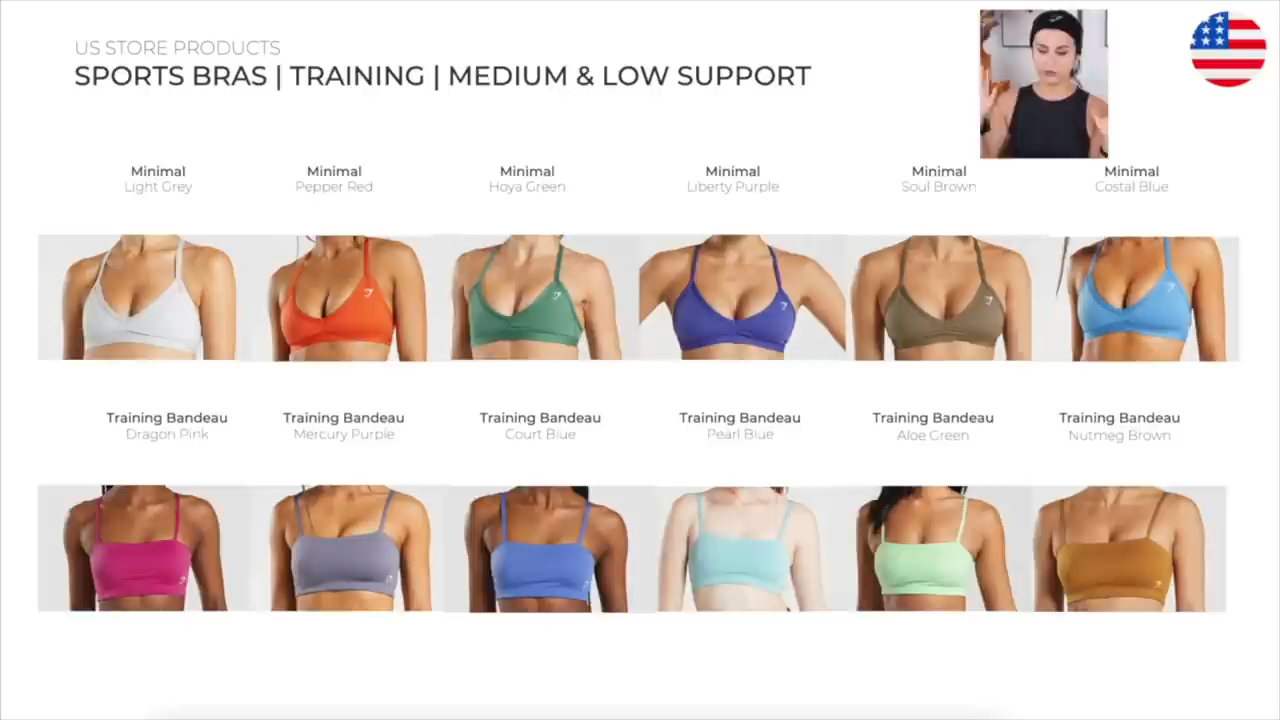 US STORE PRODUCTS
SPORTS BRAS | TRAINING | MEDIUM & LOW SUPPORT
Minimal Minimal Minimal Minimal Minimal Minimal
Light Grey Pepper Red Hoya Green Liberty Purple Soul Brown Costal Blue
Training Bandeau Training Bandeau Training Bandeau Training Bandeau Training Bandeau Training Bandeau
Dragon Pink Mercury Purple Court Blue Pearl Blue Aloe Green Nutmeg Brown